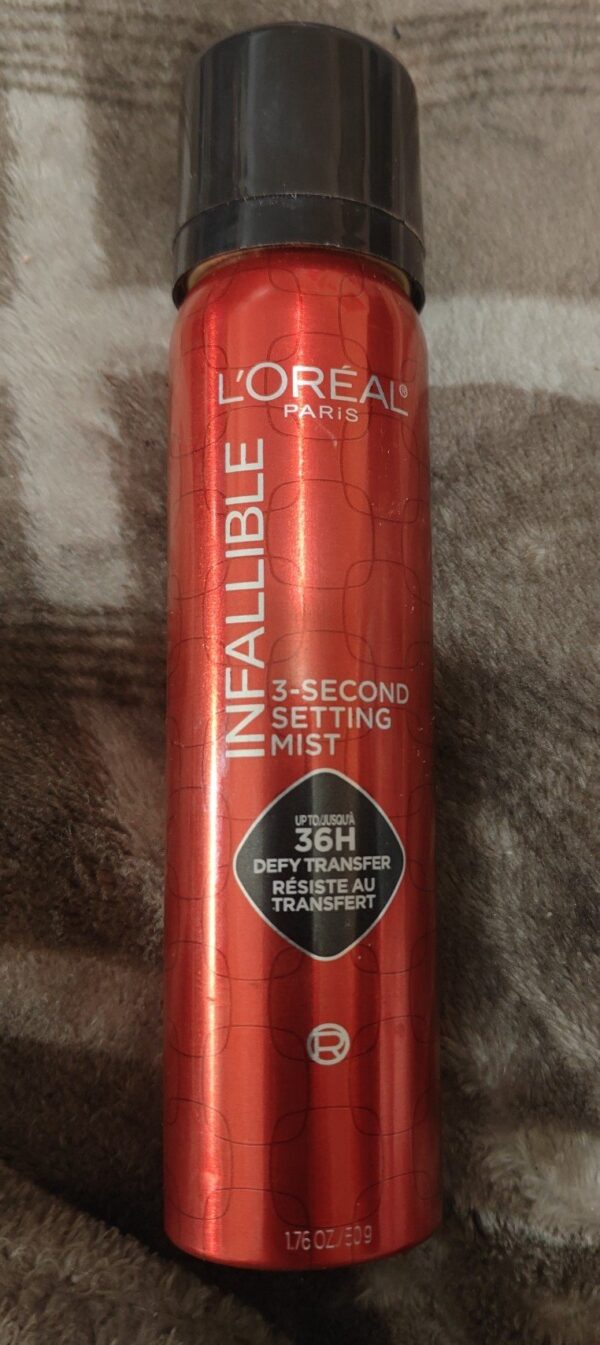 L'ORÉAL®
PARiS
INFALLIBLE
3-SECOND
SETTING
MIST
UP TO/JUSQU'À
36H
DEFY TRANSFER
RÉSISTE AU
TRANSFERT
R
1.76 OZ./50 g